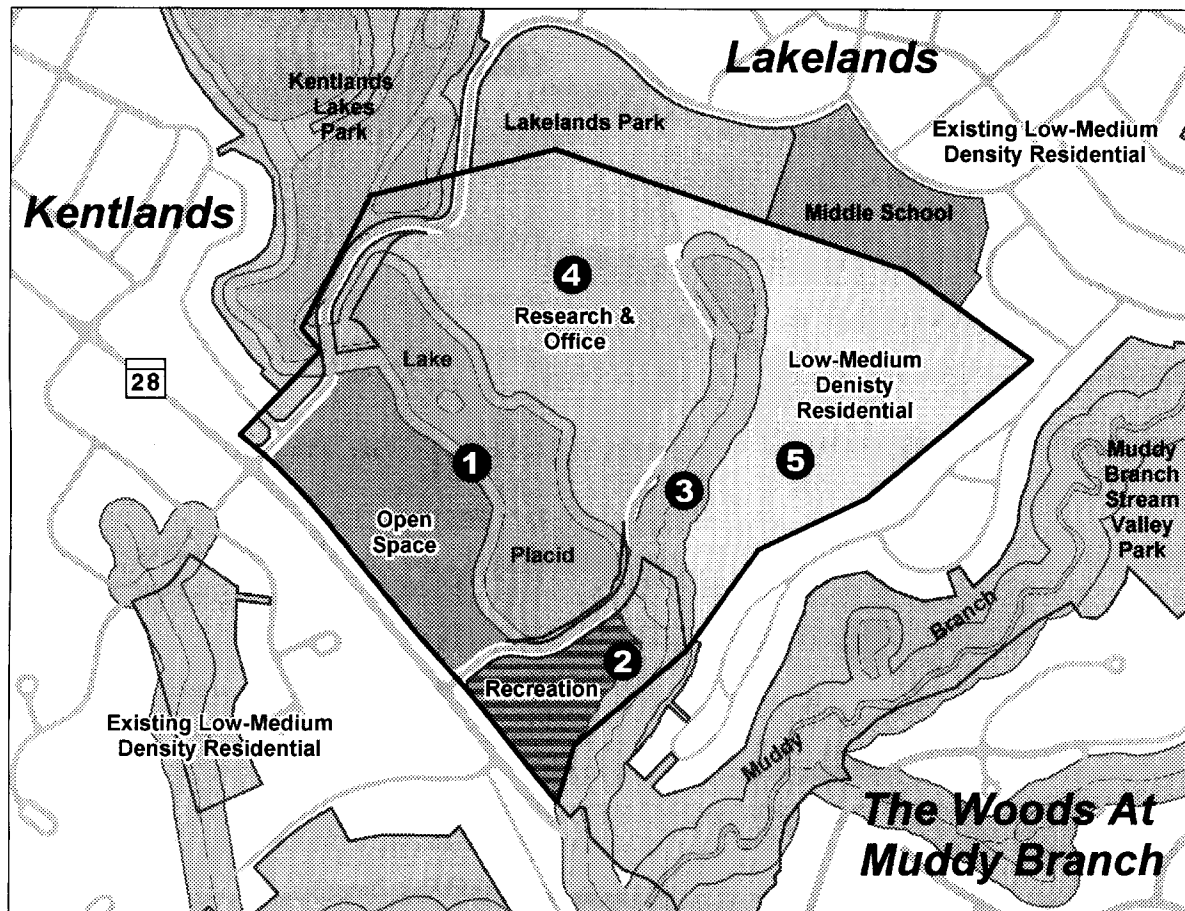 Lakelands
Kentlands
Lakes
Park
Lakelands Park
Existing Low-Medium
Density Residential
Kentlands
Middle School
4
Research &
Office
28
Lake
Low-Medium
Denisty
Residential
1
5
3
Muddy
Branch
Stream
Valley
Park
Open
Space
Placid
Branch
2
Recreation
Existing Low-Medium
Density Residential
Muddy
The Woods At
Muddy Branch